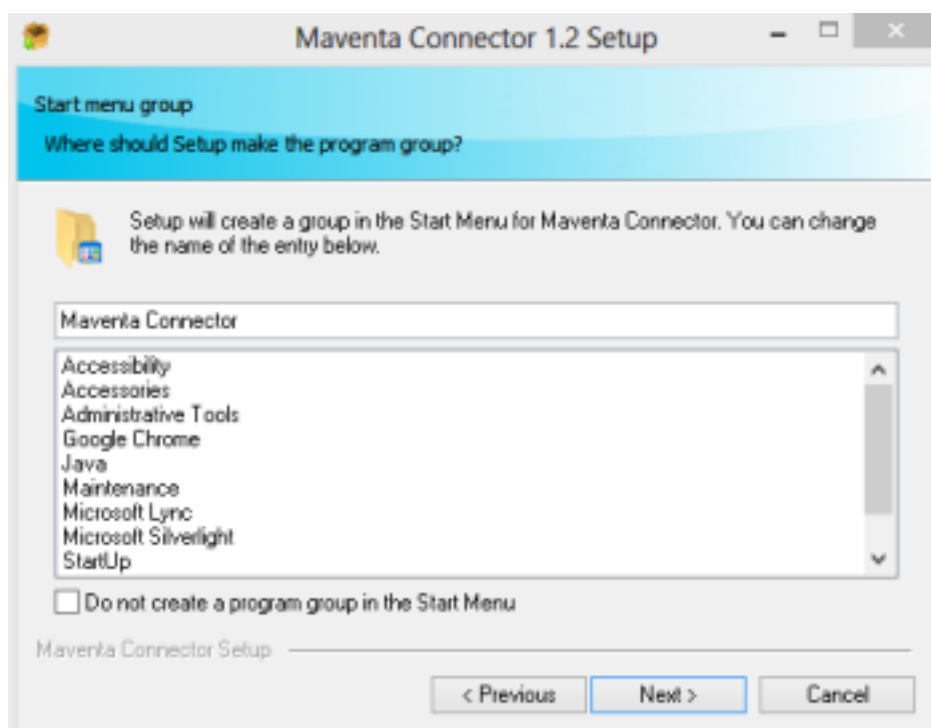 Maventa Connector 1.2 Setup
Start menu group
Where should Setup make the program group?
Setup will create a group in the Start Menu for Maventa Connector. You can change
the name of the entry below.
Maventa Connector
Accessibility
Accessories
Administrative Tools
Google Chrome
Java
Maintenance
Microsoft Lync
Microsoft Silverlight
StartUp
Do not create a program group in the Start Menu
Maventa Connector Setup
< Previous Next > Cancel